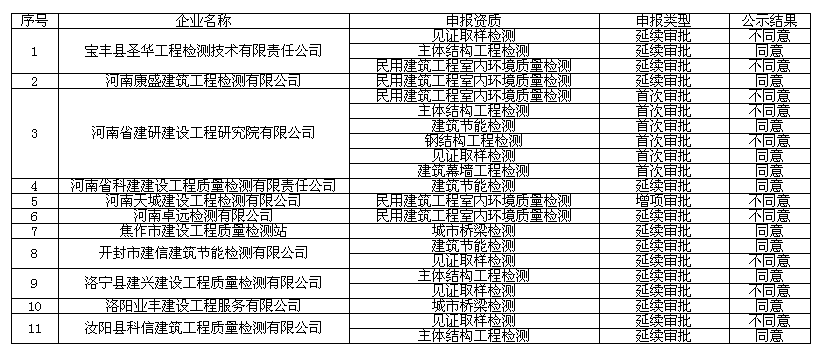 序号 企业名称 申报资质 申报类型 公示结果
1 宝丰县圣华工程检测技术有限责任公司 见证取样检测 延续审批 不同意
主体结构工程检测 延续审批 同意
民用建筑工程室内环境质量检测 延续审批 不同意
2 河南康盛建筑工程检测有限公司 民用建筑工程室内环境质量检测 延续审批 同意
3 河南省建研建设工程研究院有限公司 民用建筑工程室内环境质量检测 首次审批 不同意
主体结构工程检测 首次审批 不同意
建筑节能检测 首次审批 同意
钢结构工程检测 首次审批 不同意
见证取样检测 首次审批 同意
建筑幕墙工程检测 首次审批 同意
4 河南省科建建设工程质量检测有限责任公司 建筑节能检测 延续审批 同意
5 河南天城建设工程检测有限公司 民用建筑工程室内环境质量检测 增项审批 不同意
6 河南卓远检测有限公司 民用建筑工程室内环境质量检测 延续审批 不同意
7 焦作市建设工程质量检测站 城市桥梁检测 延续审批 同意
8 开封市建信建筑节能检测有限公司 建筑节能检测 延续审批 同意
见证取样检测 延续审批 不同意
9 洛宁县建兴建设工程质量检测有限公司 主体结构工程检测 延续审批 同意
见证取样检测 延续审批 不同意
10 洛阳业丰建设工程服务有限公司 城市桥梁检测 延续审批 同意
11 汝阳县科信建筑工程质量检测有限公司 见证取样检测 延续审批 不同意
主体结构工程检测 延续审批 同意